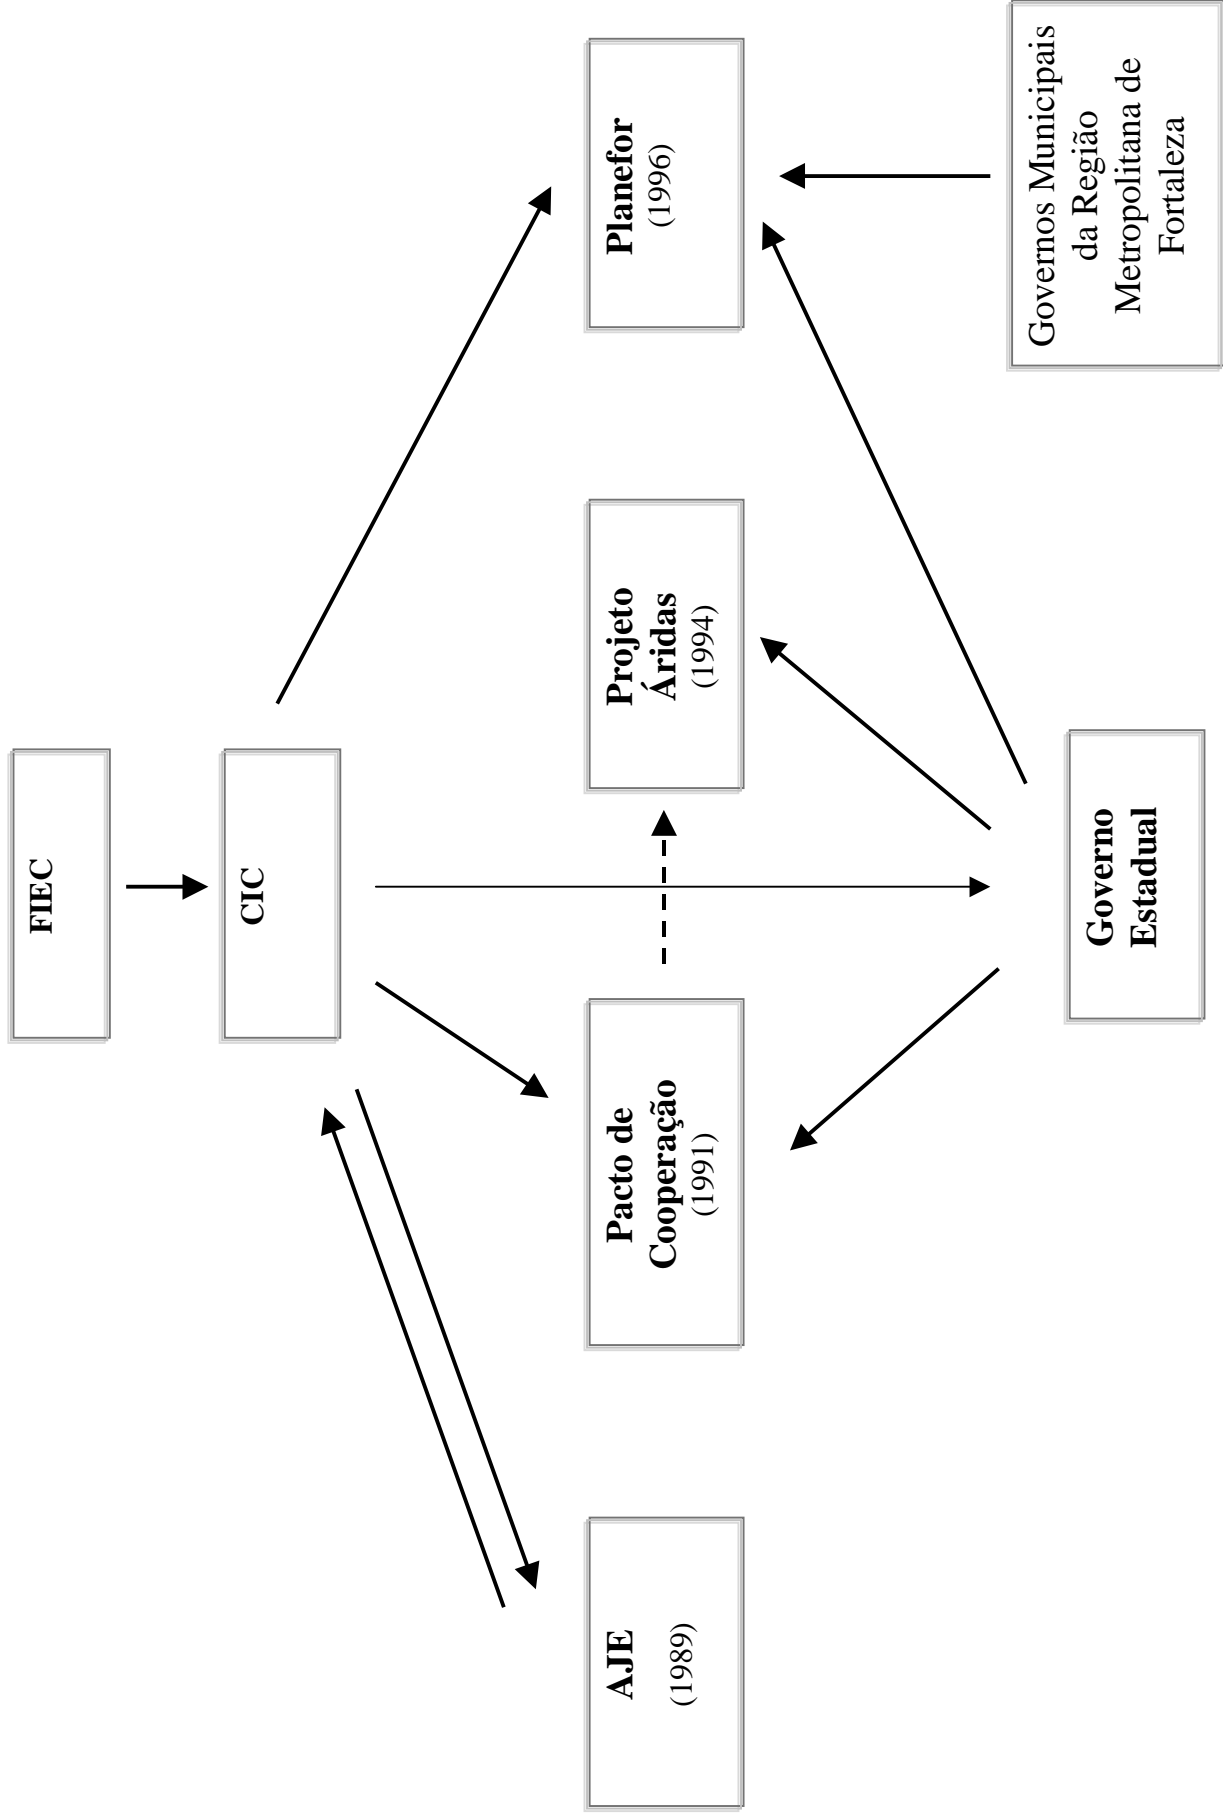 FIEC
CIC
AJE
(1989)
Pacto de
Cooperação
(1991)
Projeto
Áridas
(1994)
Planefor
(1996)
Governo
Estadual
Governos Municipais
da Região
Metropolitana de
Fortaleza